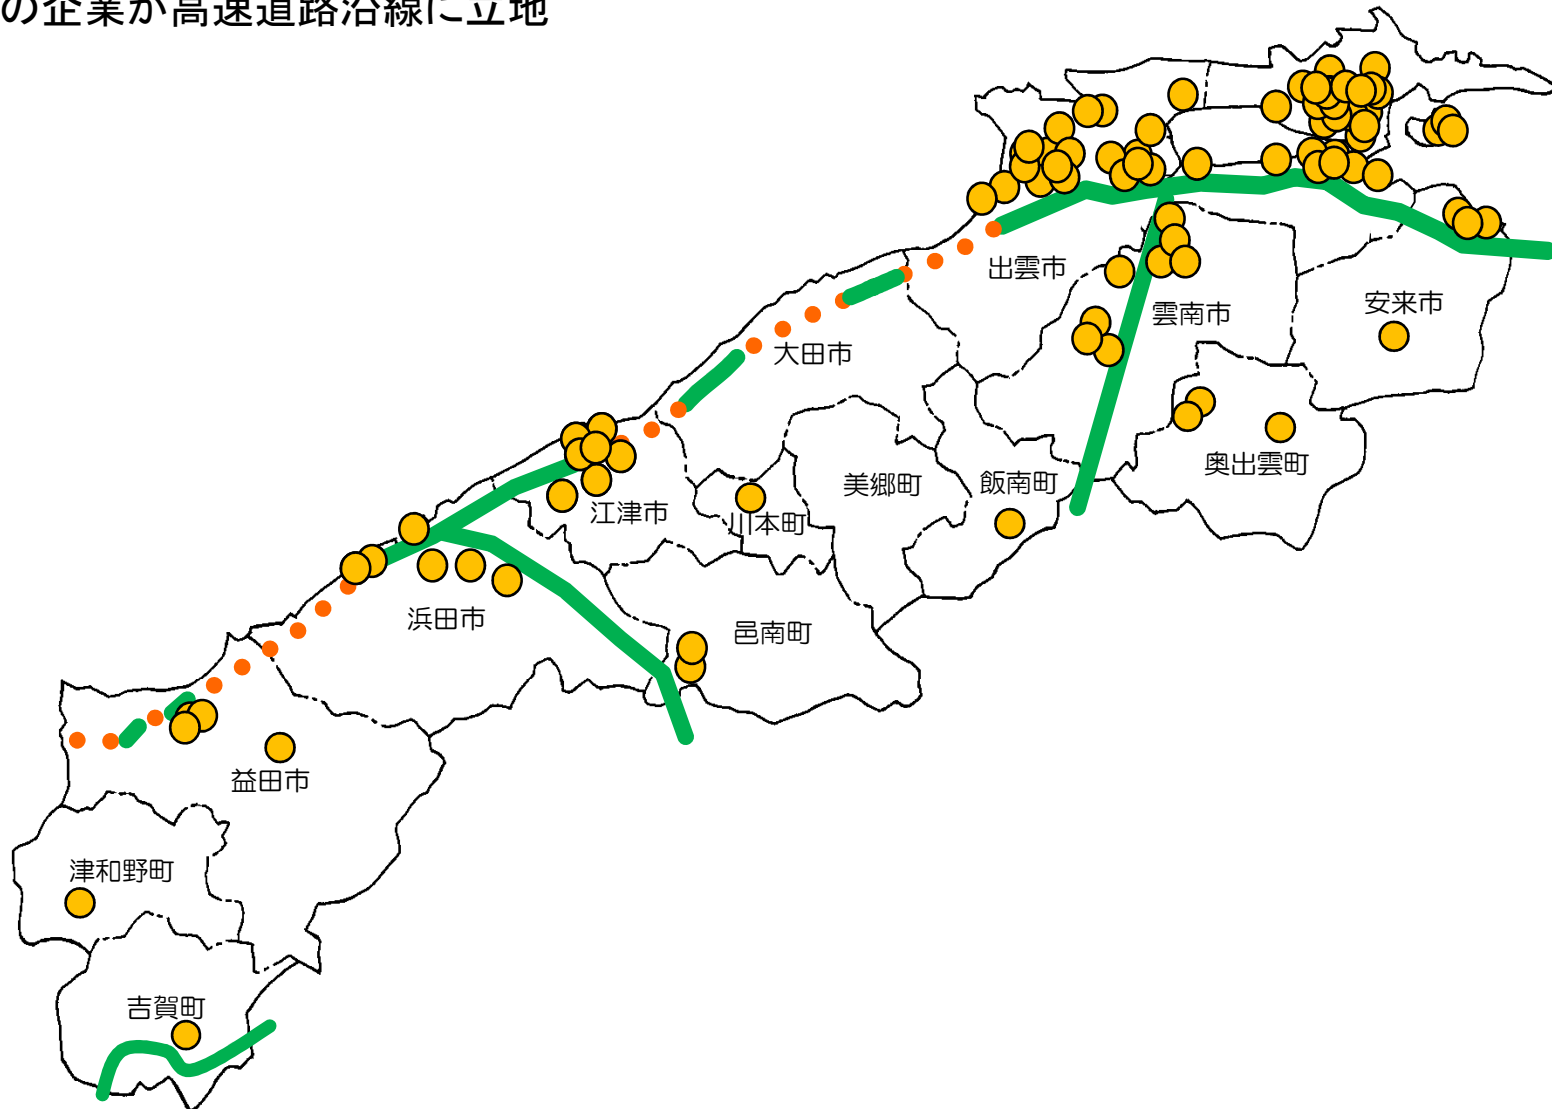 の企業が高速道路沿線に立地
出雲市
雲南市
安来市
大田市
奥出雲町
美郷町
飯南町
江津市
川本町
浜田市
邑南町
益田市
津和野町
吉賀町